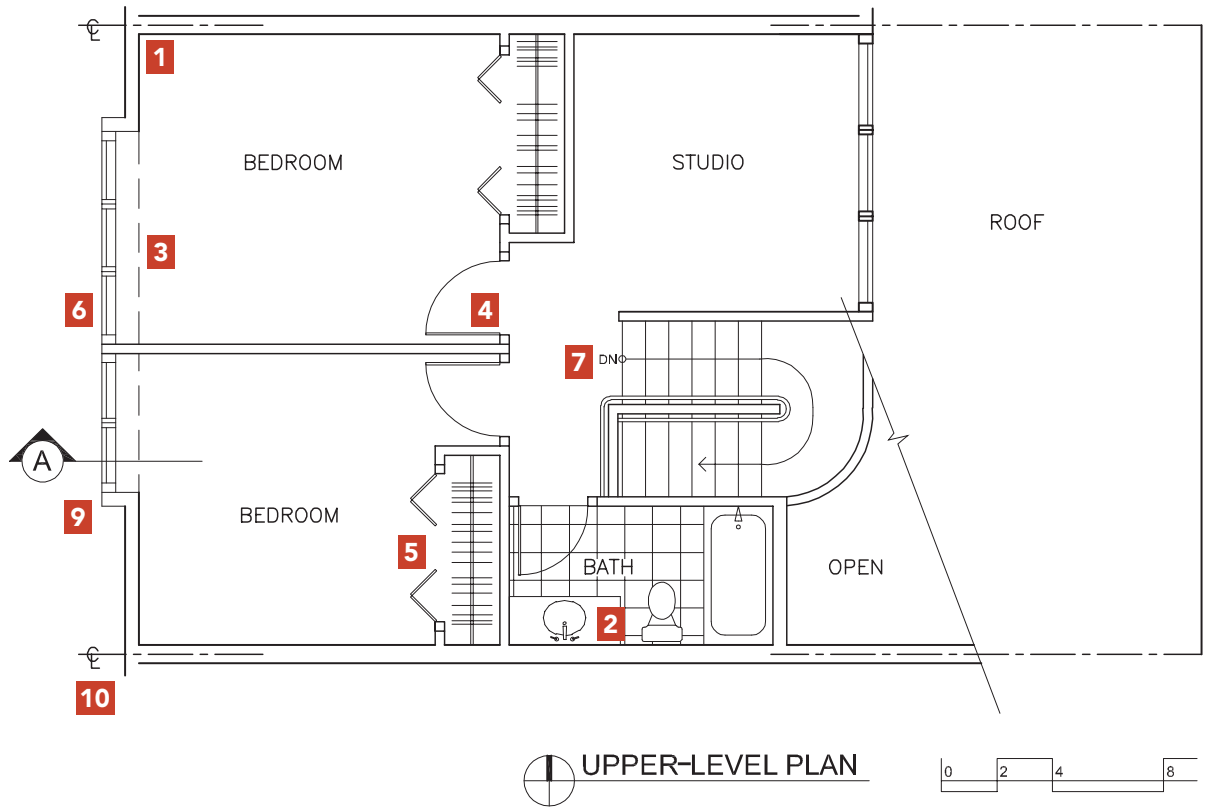 ℄
1
BEDROOM
STUDIO
ROOF
3
6
4
7
DN
A
9
BEDROOM
5
BATH
OPEN
2
℄
10
UPPER-LEVEL PLAN
0 2 4 8